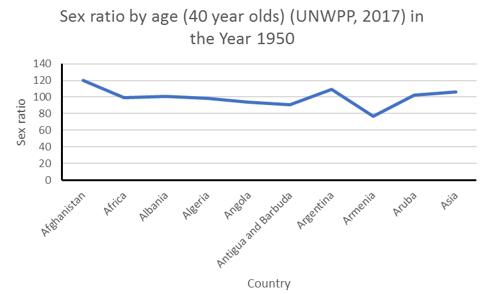 Sex ratio by age (40 year olds) (UNWPP, 2017) in
the Year 1950
140
120
100
80
60
40
20
0
Sex ratio
Afghanistan
Africa
Albania
Algeria
Angola
Antigua and Barbuda
Argentina
Armenia
Aruba
Asia
Country